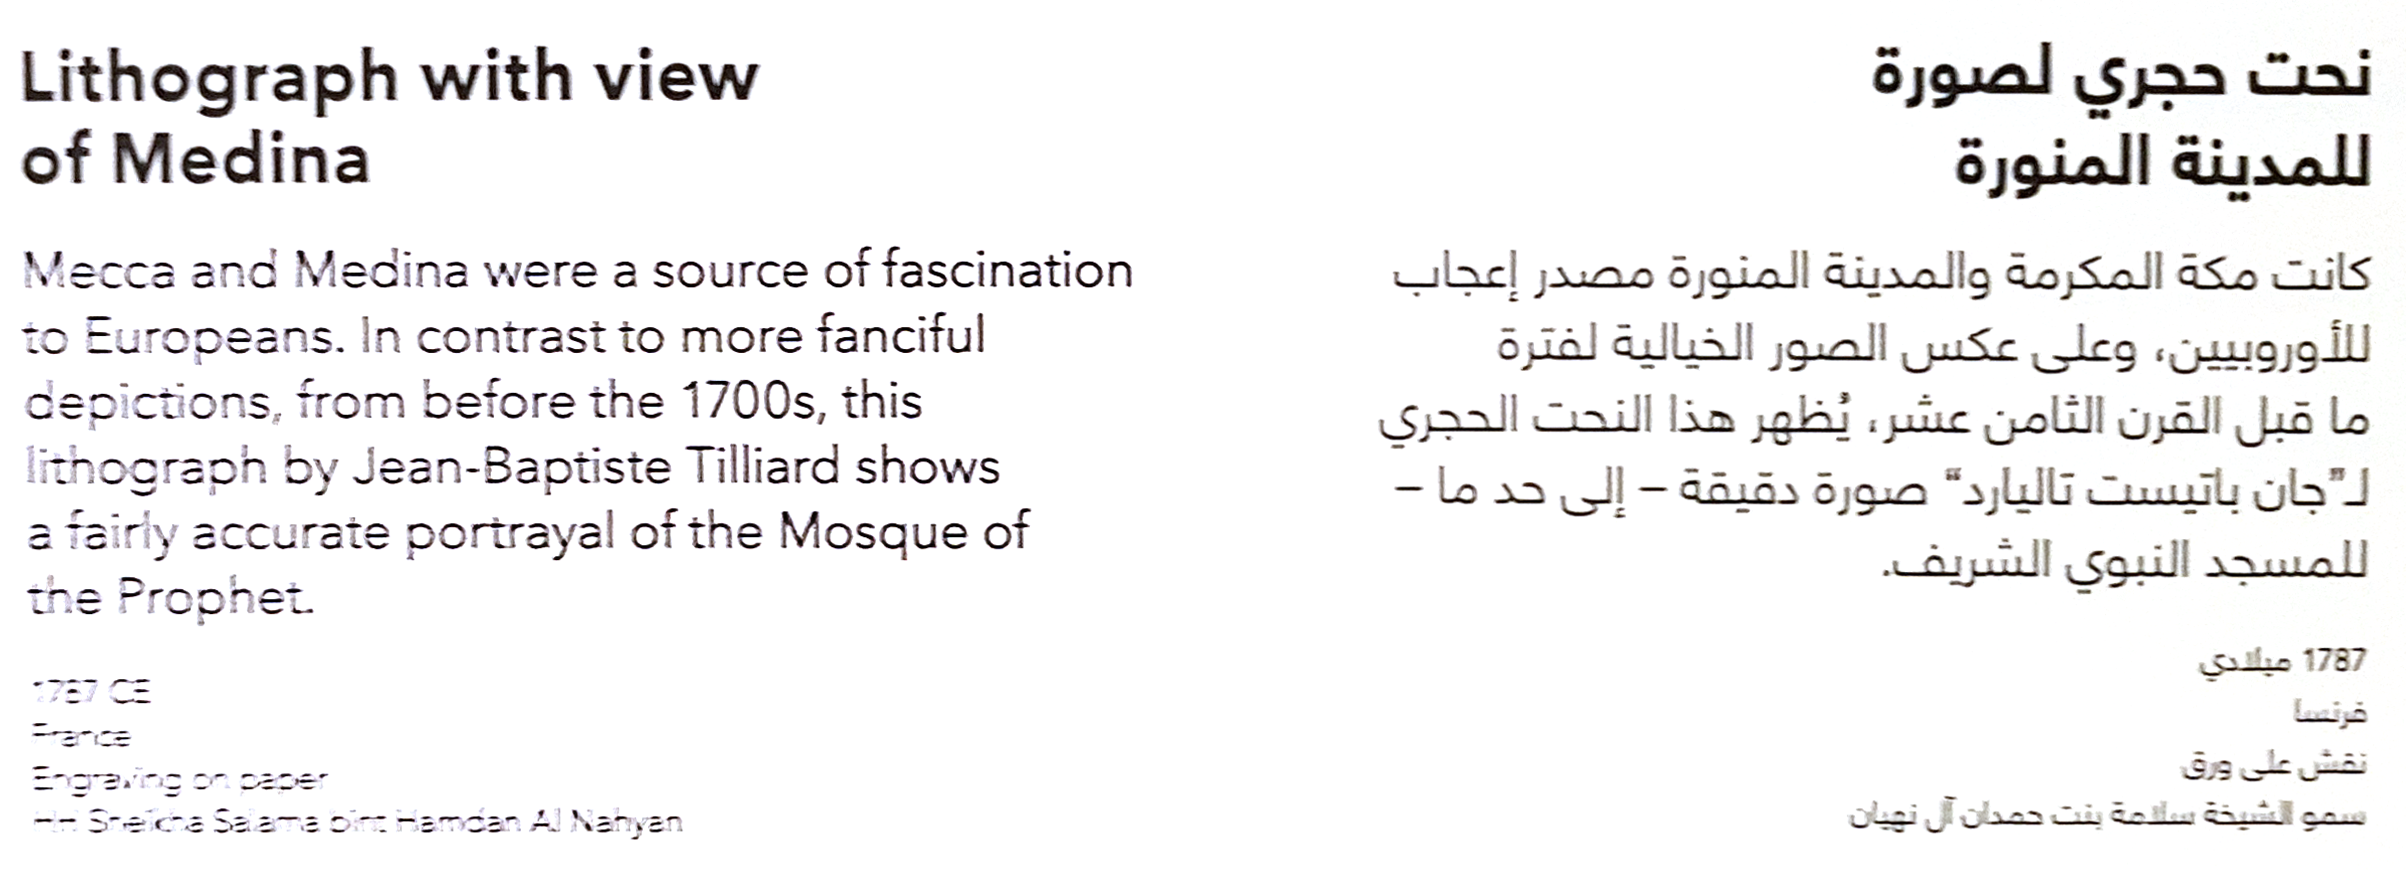 Lithograph with view
of Medina
Mecca and Medina were a source of fascination
to Europeans. In contrast to more fanciful
depictions, from before the 1700s, this
lithograph by Jean-Baptiste Tilliard shows
a fairly accurate portrayal of the Mosque of
the Prophet.
1787 CE
France
Engraving on paper
HH Sheikha Salama bint Hamdan Al Nahyan
نحت حجري لصورة
للمدينة المنورة
كانت مكة المكرمة والمدينة المنورة مصدر إعجاب
للأوروبيين، وعلى عكس الصور الخيالية لفترة
ما قبل القرن الثامن عشر، يُظهر هذا النحت الحجري
لـ"جان باتيست تاليارد" صورة دقيقة – إلى حد ما –
للمسجد النبوي الشريف.
1787 ميلادي
فرنسا
نقش على ورق
سمو الشيخة سلامة بنت حمدان آل نهيان